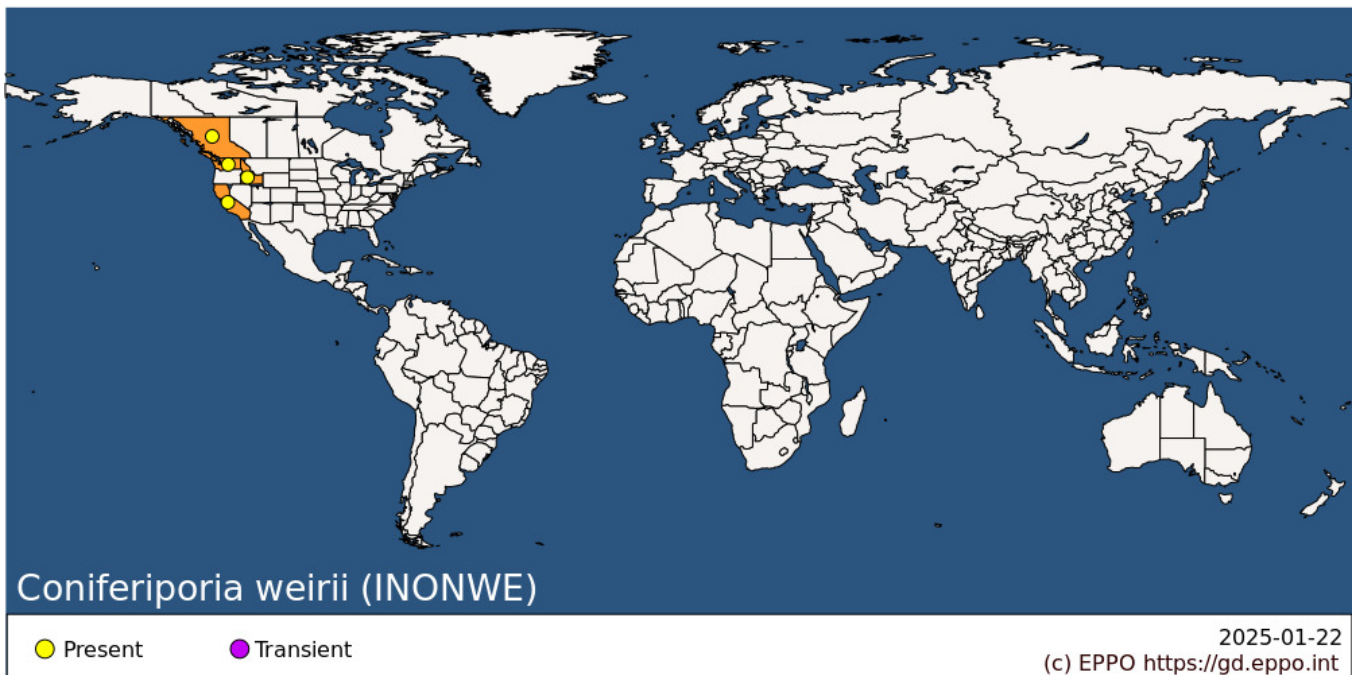 Coniferiporia weirii (INONWE)
Present
Transient
2025-01-22
(c) EPPO https://gd.eppo.int